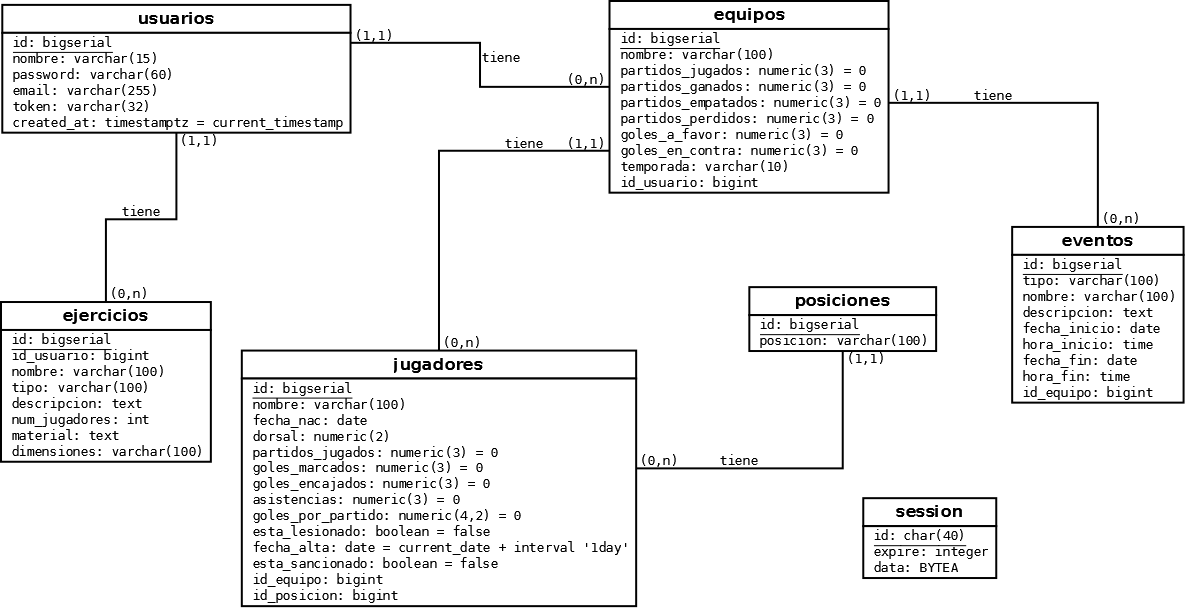 usuarios
id: bigserial
nombre: varchar(15)
password: varchar(60)
email: varchar(255)
token: varchar(32)
created_at: timestamptz = current_timestamp
(1,1)
tiene
(0,n)
equipos
id: bigserial
nombre: varchar(100)
partidos_jugados: numeric(3) = 0
partidos_ganados: numeric(3) = 0
partidos_empatados: numeric(3) = 0
partidos_perdidos: numeric(3) = 0
goles_a_favor: numeric(3) = 0
goles_en_contra: numeric(3) = 0
temporada: varchar(10)
id_usuario: bigint
(1,1) tiene
(0,n)
(1,1)
tiene
(0,n)
tiene (1,1)
(0,n)
eventos
id: bigserial
tipo: varchar(100)
nombre: varchar(100)
descripcion: text
fecha_inicio: date
hora_inicio: time
fecha_fin: date
hora_fin: time
id_equipo: bigint
ejercicios
id: bigserial
id_usuario: bigint
nombre: varchar(100)
tipo: varchar(100)
descripcion: text
num_jugadores: int
material: text
dimensiones: varchar(100)
posiciones
id: bigserial
posicion: varchar(100)
(1,1)
jugadores
id: bigserial
nombre: varchar(100)
fecha_nac: date
dorsal: numeric(2)
partidos_jugados: numeric(3) = 0
goles_marcados: numeric(3) = 0
goles_encajados: numeric(3) = 0
asistencias: numeric(3) = 0
goles_por_partido: numeric(4,2) = 0
esta_lesionado: boolean = false
fecha_alta: date = current_date + interval '1day'
esta_sancionado: boolean = false
id_equipo: bigint
id_posicion: bigint
(0,n) tiene
session
id: char(40)
expire: integer
data: BYTEA